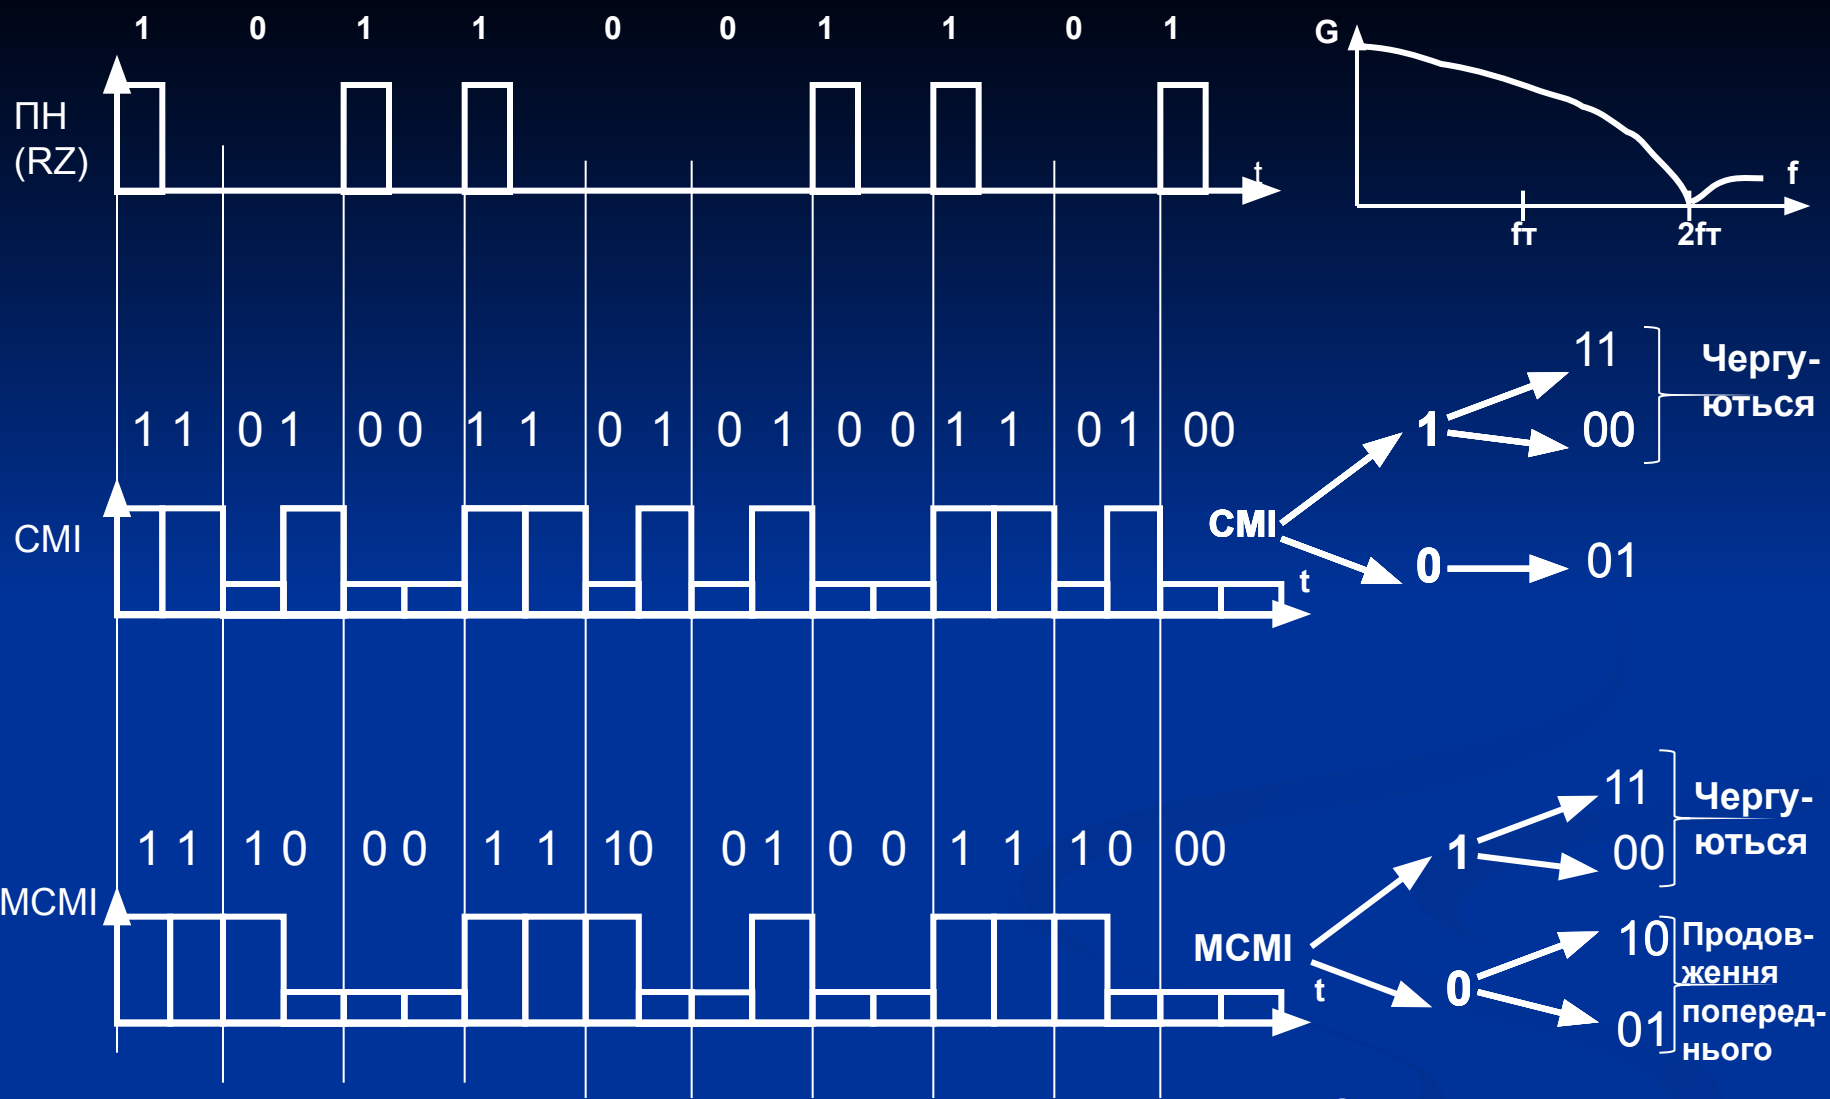 1 0 1 1 0 0 1 1 0 1
G
ПН
(RZ)
t
f
fт
2fт
11
00
Чергу-
ються
1 1 0 1 0 0 1 1 0 1 0 1 0 0 1 1 0 1 00
1
CMI
CMI
0
01
t
11
00
Чергу-
ються
1 1 1 0 0 0 1 1 10 0 1 0 0 1 1 1 0 00
1
MCMI
MCMI
10
Продов-
ження
0
t
01
поперед-
нього